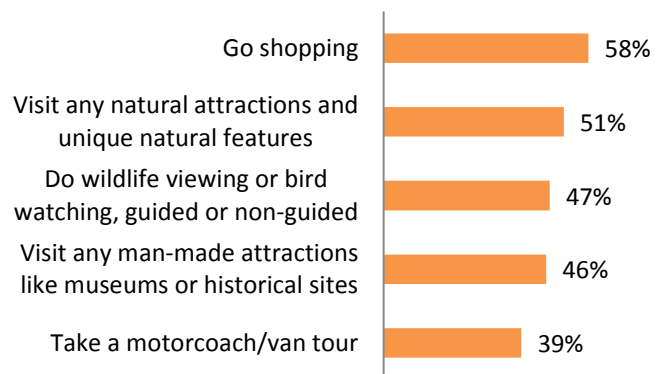 Go shopping
58%
Visit any natural attractions and
unique natural features
51%
Do wildlife viewing or bird
watching, guided or non-guided
47%
Visit any man-made attractions
like museums or historical sites
46%
Take a motorcoach/van tour
39%